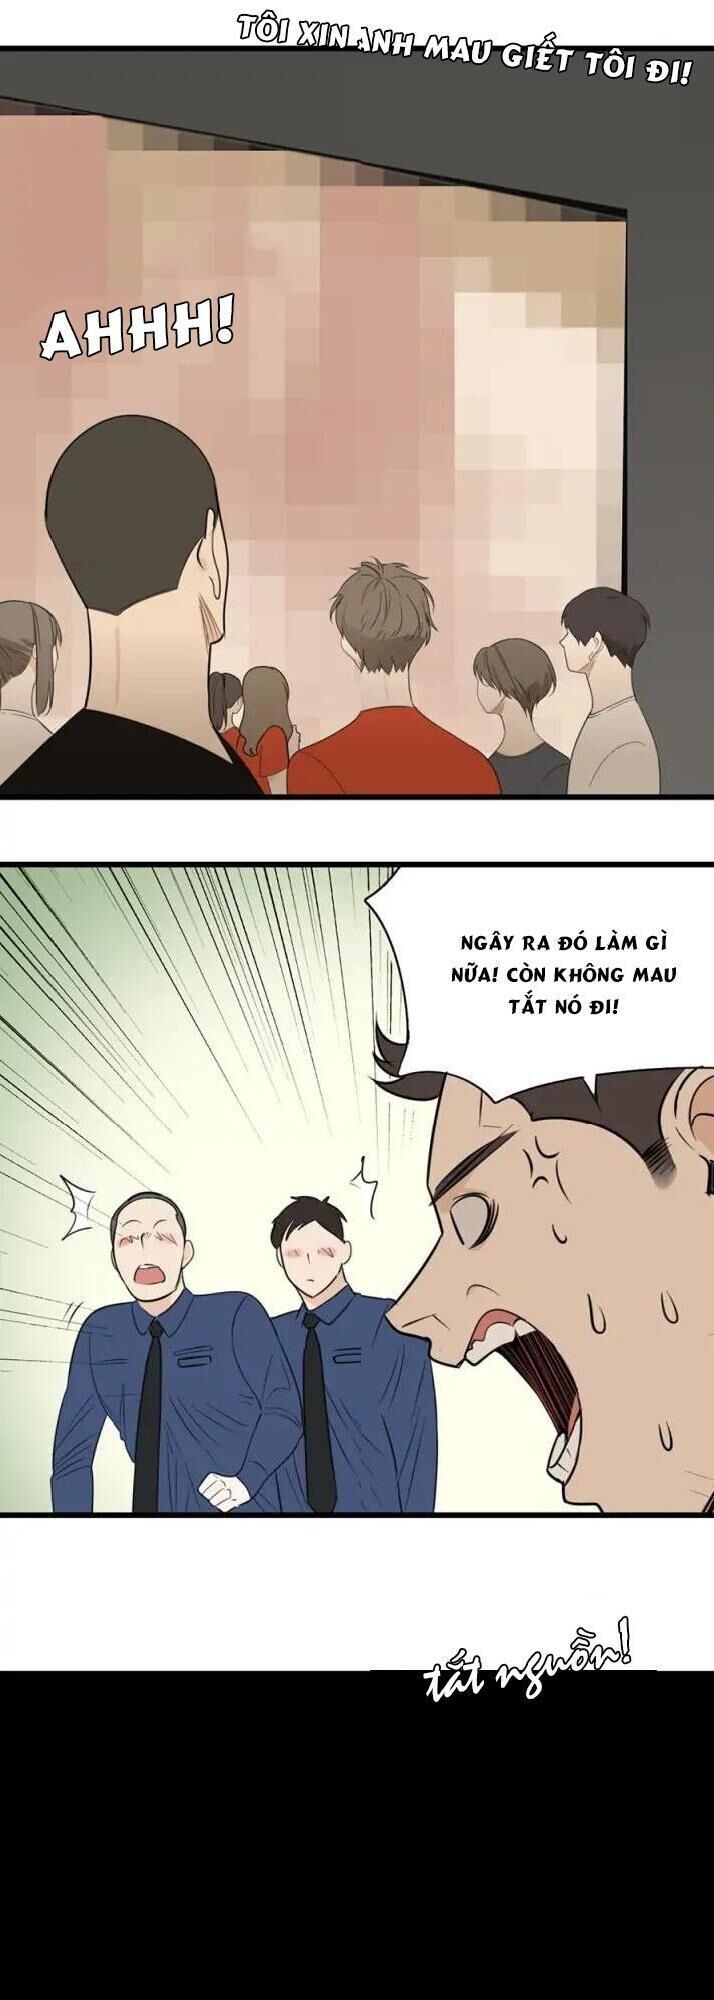 TÔI XIN ANH MAU GIẾT TÔI ĐI!
AHHH!
NGÂY RA ĐÓ LÀM GÌ
NỮA! CÒN KHÔNG MAU
TẮT NÓ ĐI!
tắt nguồn!